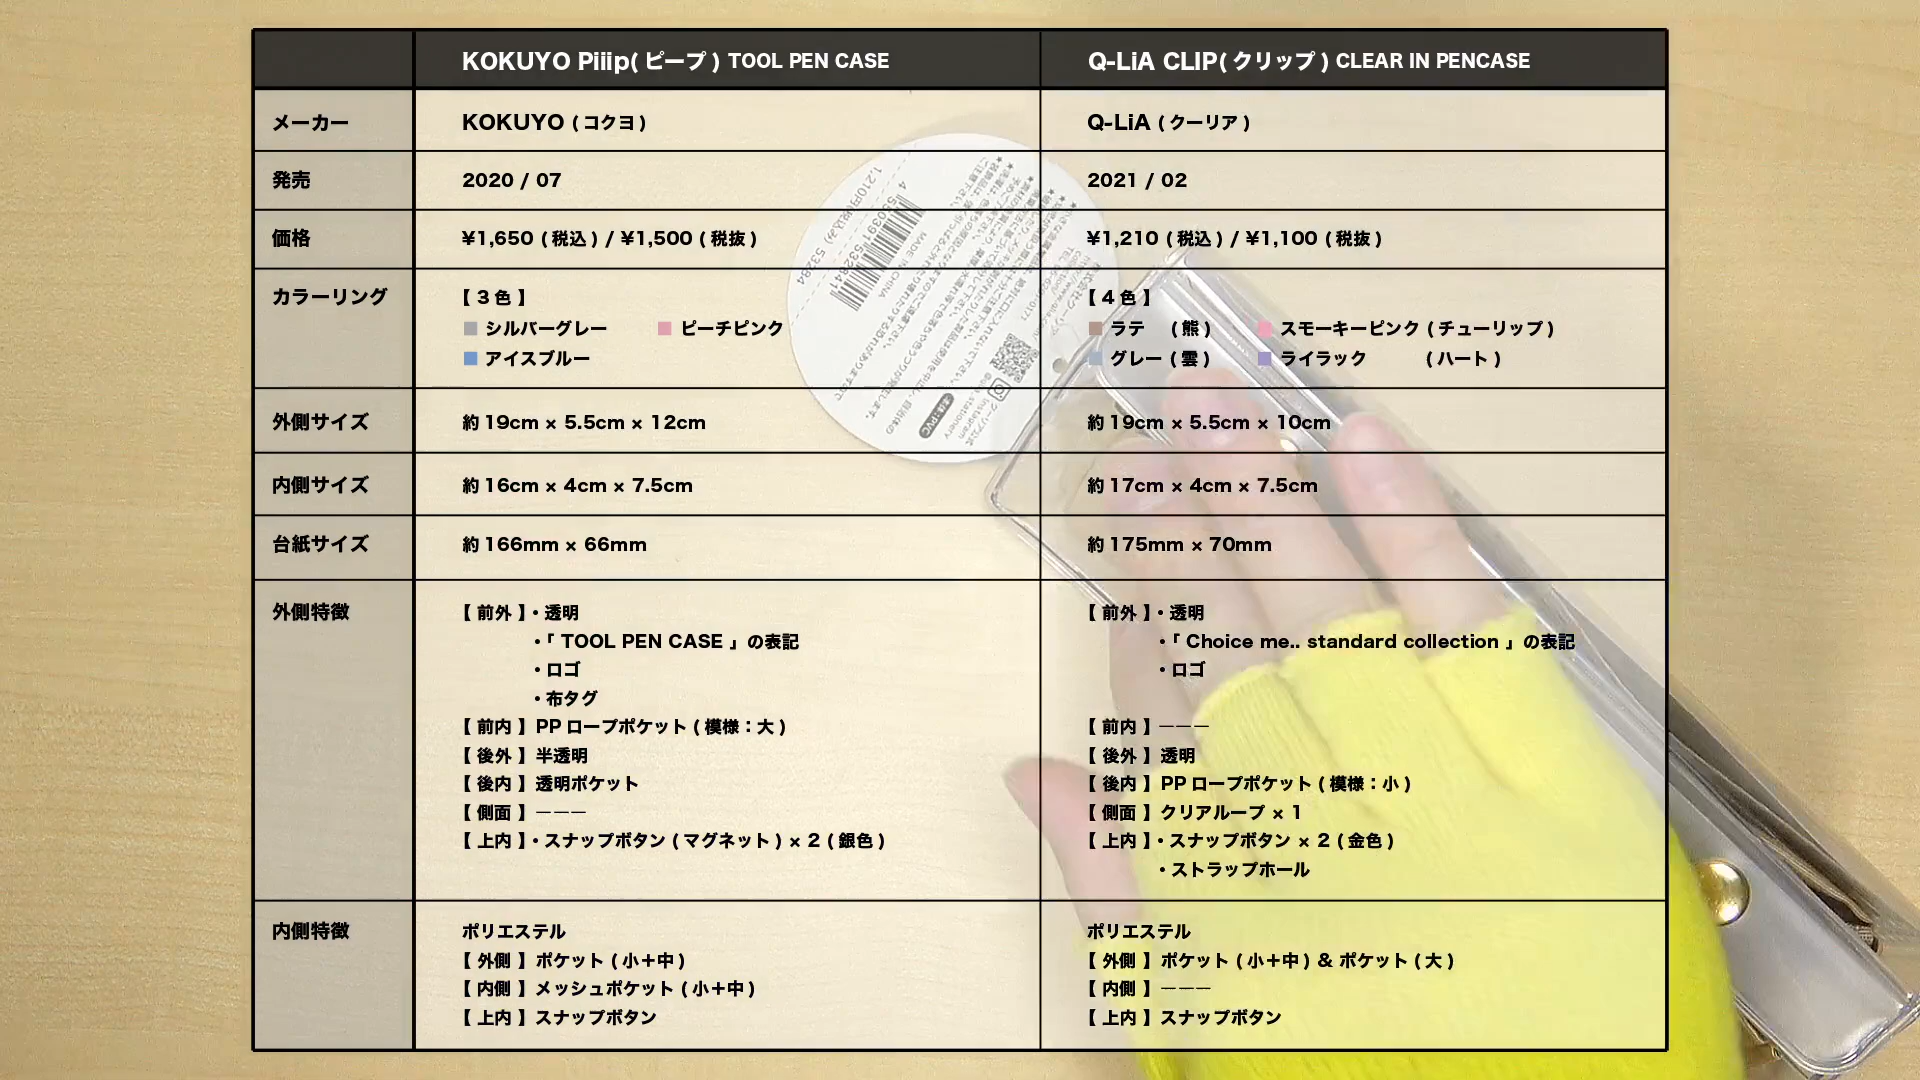 KOKUYO Piiip( ピープ ) TOOL PEN CASE
Q-LiA CLIP( クリップ ) CLEAR IN PENCASE
メーカー
KOKUYO ( コクヨ )
Q-LiA ( クーリア )
発売
2020 / 07
2021 / 02
価格
¥1,650 ( 税込 ) / ¥1,500 ( 税抜 )
¥1,210 ( 税込 ) / ¥1,100 ( 税抜 )
カラーリング
【 3 色 】
シルバーグレー ピーチピンク
アイスブルー
【 4 色 】
ラテ ( 熊 ) スモーキーピンク ( チューリップ )
グレー ( 雲 ) ライラック ( ハート )
外側サイズ
約 19cm × 5.5cm × 12cm
約 19cm × 5.5cm × 10cm
内側サイズ
約 16cm × 4cm × 7.5cm
約 17cm × 4cm × 7.5cm
台紙サイズ
約 166mm × 66mm
約 175mm × 70mm
外側特徴
【 前外 】・透明
・「 TOOL PEN CASE 」の表記
・ロゴ
・布タグ
【 前内 】PP ロープポケット ( 模様：大 )
【 後外 】半透明
【 後内 】透明ポケット
【 側面 】―――
【 上内 】・スナップボタン ( マグネット ) × 2 ( 銀色 )
【 前外 】・透明
・「 Choice me.. standard collection 」の表記
・ロゴ
【 前内 】―――
【 後外 】透明
【 後内 】PP ロープポケット ( 模様：小 )
【 側面 】クリアループ × 1
【 上内 】・スナップボタン × 2 ( 金色 )
・ストラップホール
内側特徴
ポリエステル
【 外側 】ポケット ( 小＋中 )
【 内側 】メッシュポケット ( 小＋中 )
【 上内 】スナップボタン
ポリエステル
【 外側 】ポケット ( 小＋中 ) & ポケット ( 大 )
【 内側 】―――
【 上内 】スナップボタン
1,210円(税込み) 53284
4 550391 532841
MADE IN CHINA